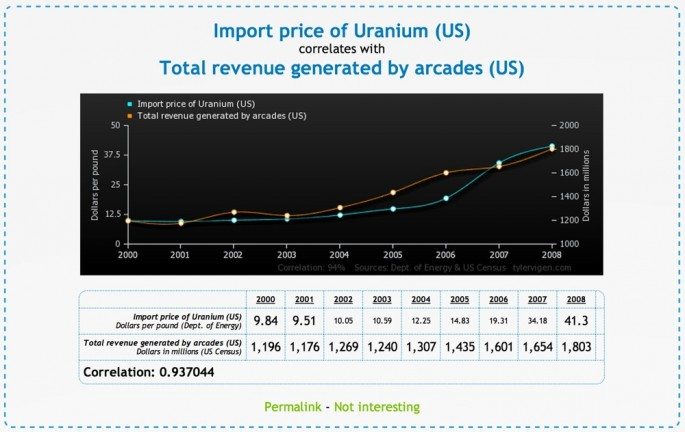 Import price of Uranium (US)
correlates with
Total revenue generated by arcades (US)
Import price of Uranium (US)
Total revenue generated by arcades (US)
50 2000
37.5 1800
25 1600
12.5 1400
0 1200
1000
Dollars per pound
Dollars in millions
2000 2001 2002 2003 2004 2005 2006 2007 2008
Correlation: 94% Sources: Dept. of Energy & US Census tylervigen.com
2000 2001 2002 2003 2004 2005 2006 2007 2008
Import price of Uranium (US)
Dollars per pound (Dept. of Energy)
9.84 9.51 10.05 10.59 12.25 14.83 19.31 34.18 41.3
Total revenue generated by arcades (US)
Dollars in millions (US Census)
1,196 1,176 1,269 1,240 1,307 1,435 1,601 1,654 1,803
Correlation: 0.937044
Permalink - Not interesting